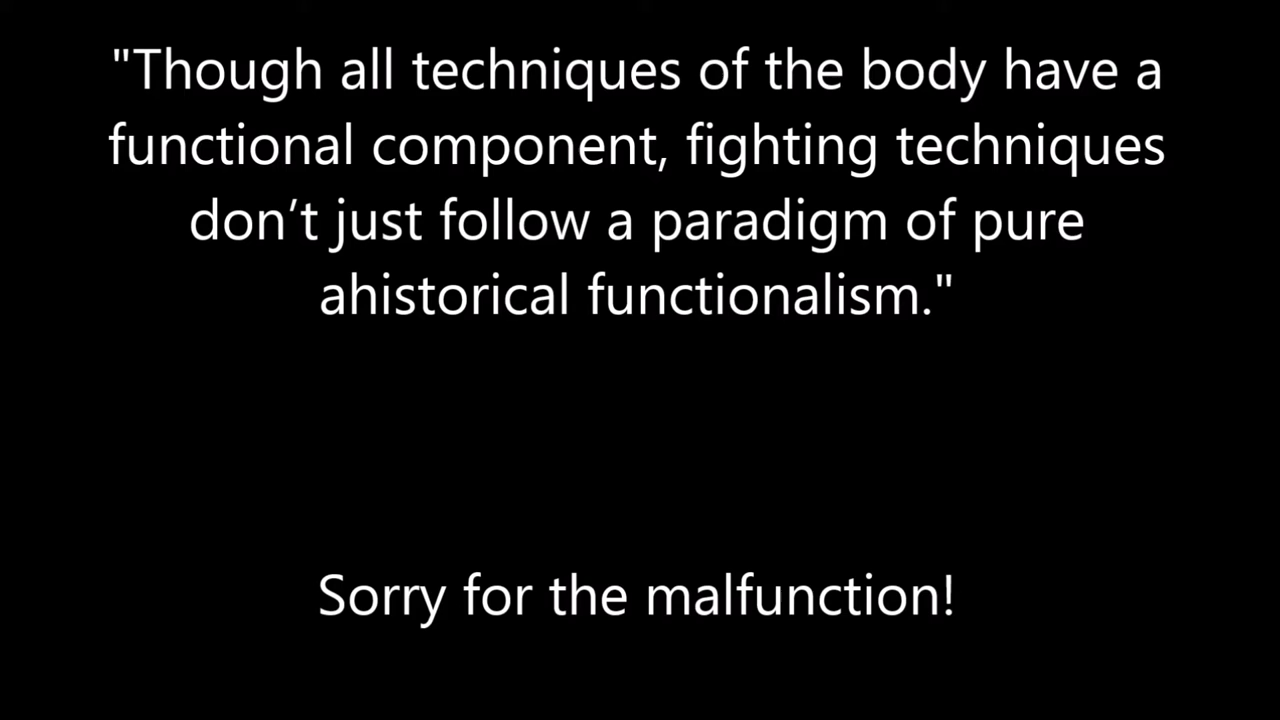 "Though all techniques of the body have a
functional component, fighting techniques
don’t just follow a paradigm of pure
ahistorical functionalism."
Sorry for the malfunction!